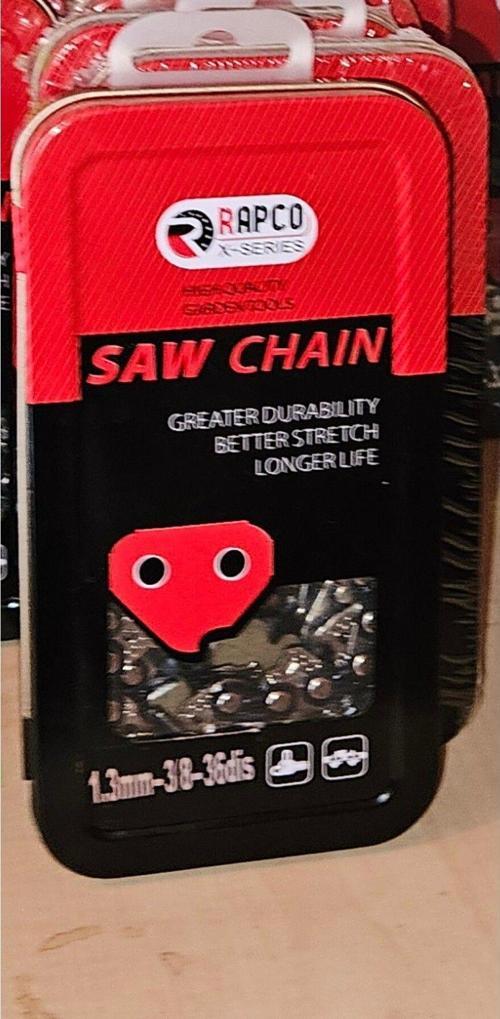 RAPCO
X-SERIES
HIGH QUALITY
GARDEN TOOLS
SAW CHAIN
GREATER DURABILITY
BETTER STRETCH
LONGER LIFE
1.3mm-3/8-36dls